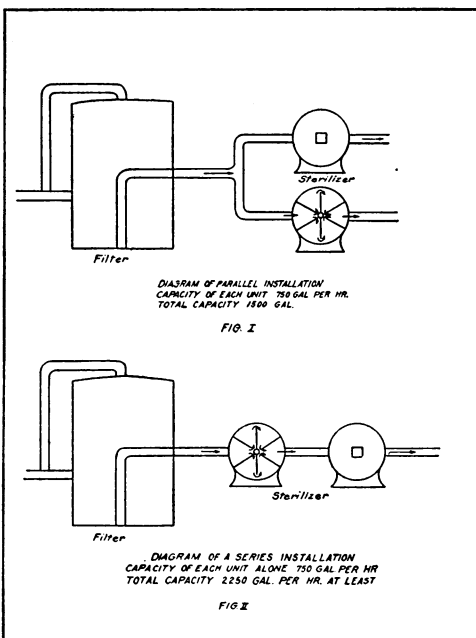 Sterilizer
Filter
DIAGRAM OF PARALLEL INSTALLATION
CAPACITY OF EACH UNIT 750 GAL PER HR.
TOTAL CAPACITY 1500 GAL.
FIG. I
Sterilizer
Filter
DIAGRAM OF A SERIES INSTALLATION
CAPACITY OF EACH UNIT ALONE 750 GAL PER HR
TOTAL CAPACITY 2250 GAL. PER HR. AT LEAST
FIG II